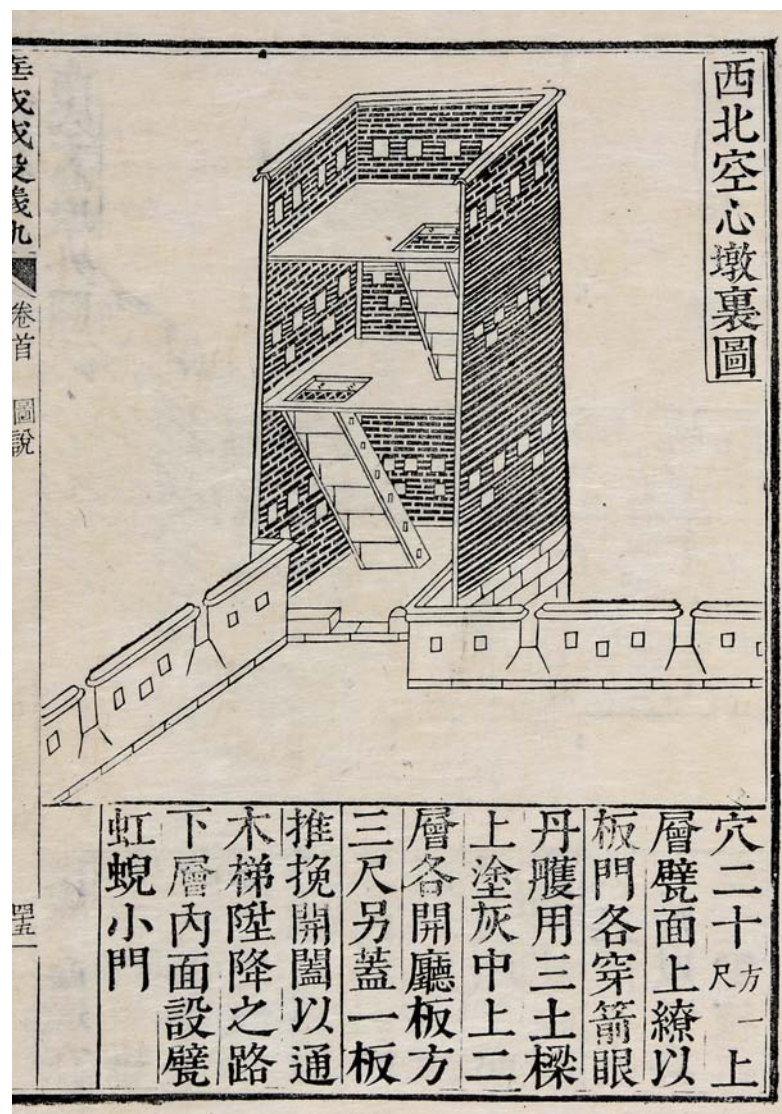 西北空心墩裏圖
穴二十方一尺上
層甓面上繚以
板門各穿箭眼
丹雘用三土樑
上塗灰中上二
層各開廳板方
三尺另蓋一板
推挽開闔以通
木梯陞降之路
下層內面設甓
虹蜺小門
卷首 圖說